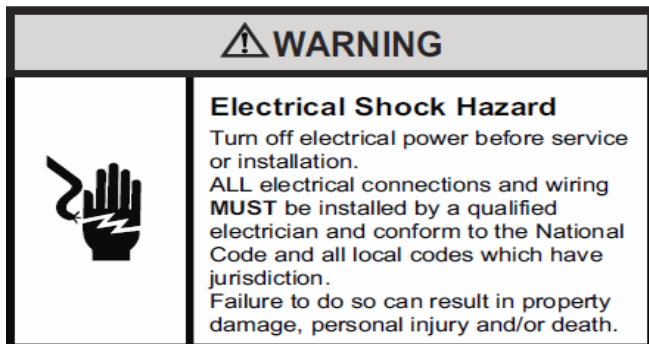 WARNING
Electrical Shock Hazard
Turn off electrical power before service
or installation.
ALL electrical connections and wiring
MUST be installed by a qualified
electrician and conform to the National
Code and all local codes which have
jurisdiction.
Failure to do so can result in property
damage, personal injury and/or death.